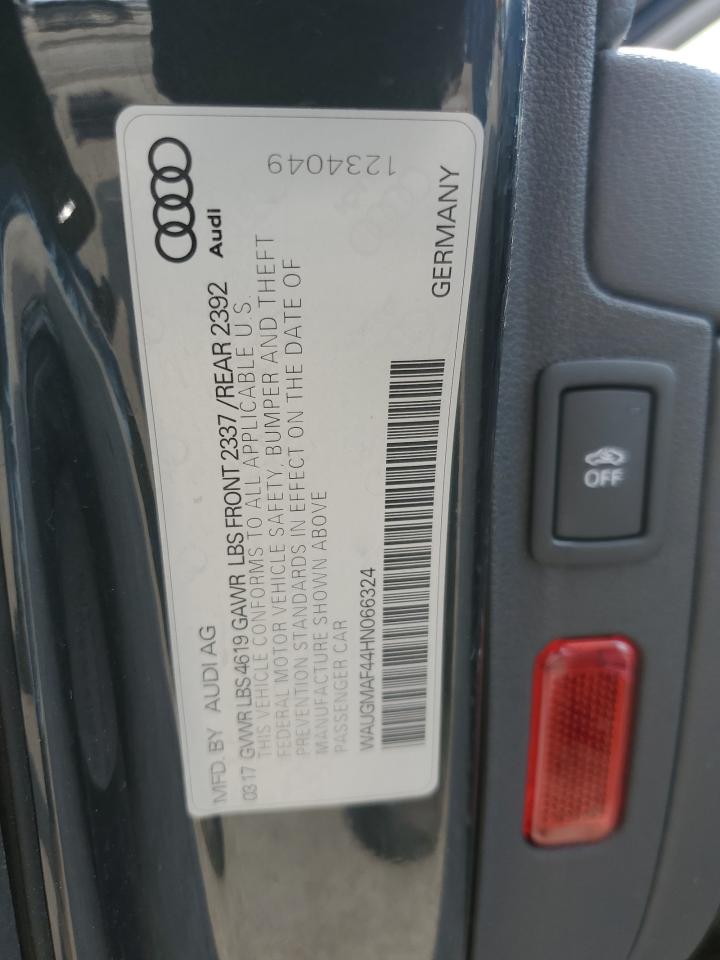 MFD. BY AUDI AG
Audi
03 17 GVWR LBS 4619 GAWR LBS FRONT 2337 / REAR 2392
THIS VEHICLE CONFORMS TO ALL APPLICABLE U.S.
FEDERAL MOTOR VEHICLE SAFETY, BUMPER AND THEFT
PREVENTION STANDARDS IN EFFECT ON THE DATE OF
MANUFACTURE SHOWN ABOVE
PASSENGER CAR
WAUGMAF44HN066324
GERMANY
1234049
OFF